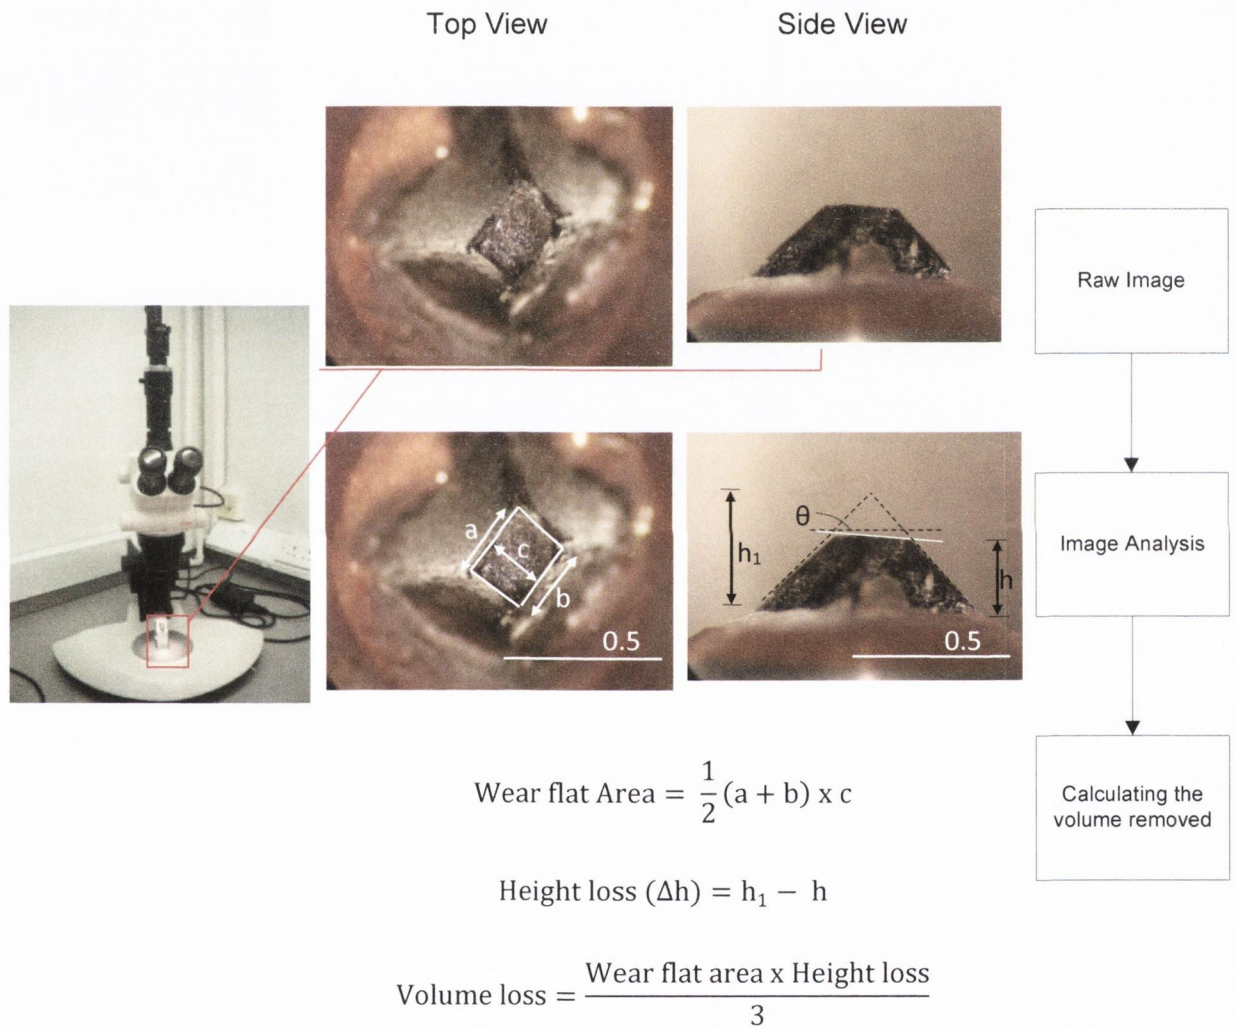 Top View
Side View
Raw Image
a
c
b
0.5
θ
h₁
h
0.5
Image Analysis
Wear flat Area = 1/2 (a + b) x c
Calculating the
volume removed
Height loss (Δh) = h₁ − h
Volume loss = Wear flat area x Height loss / 3